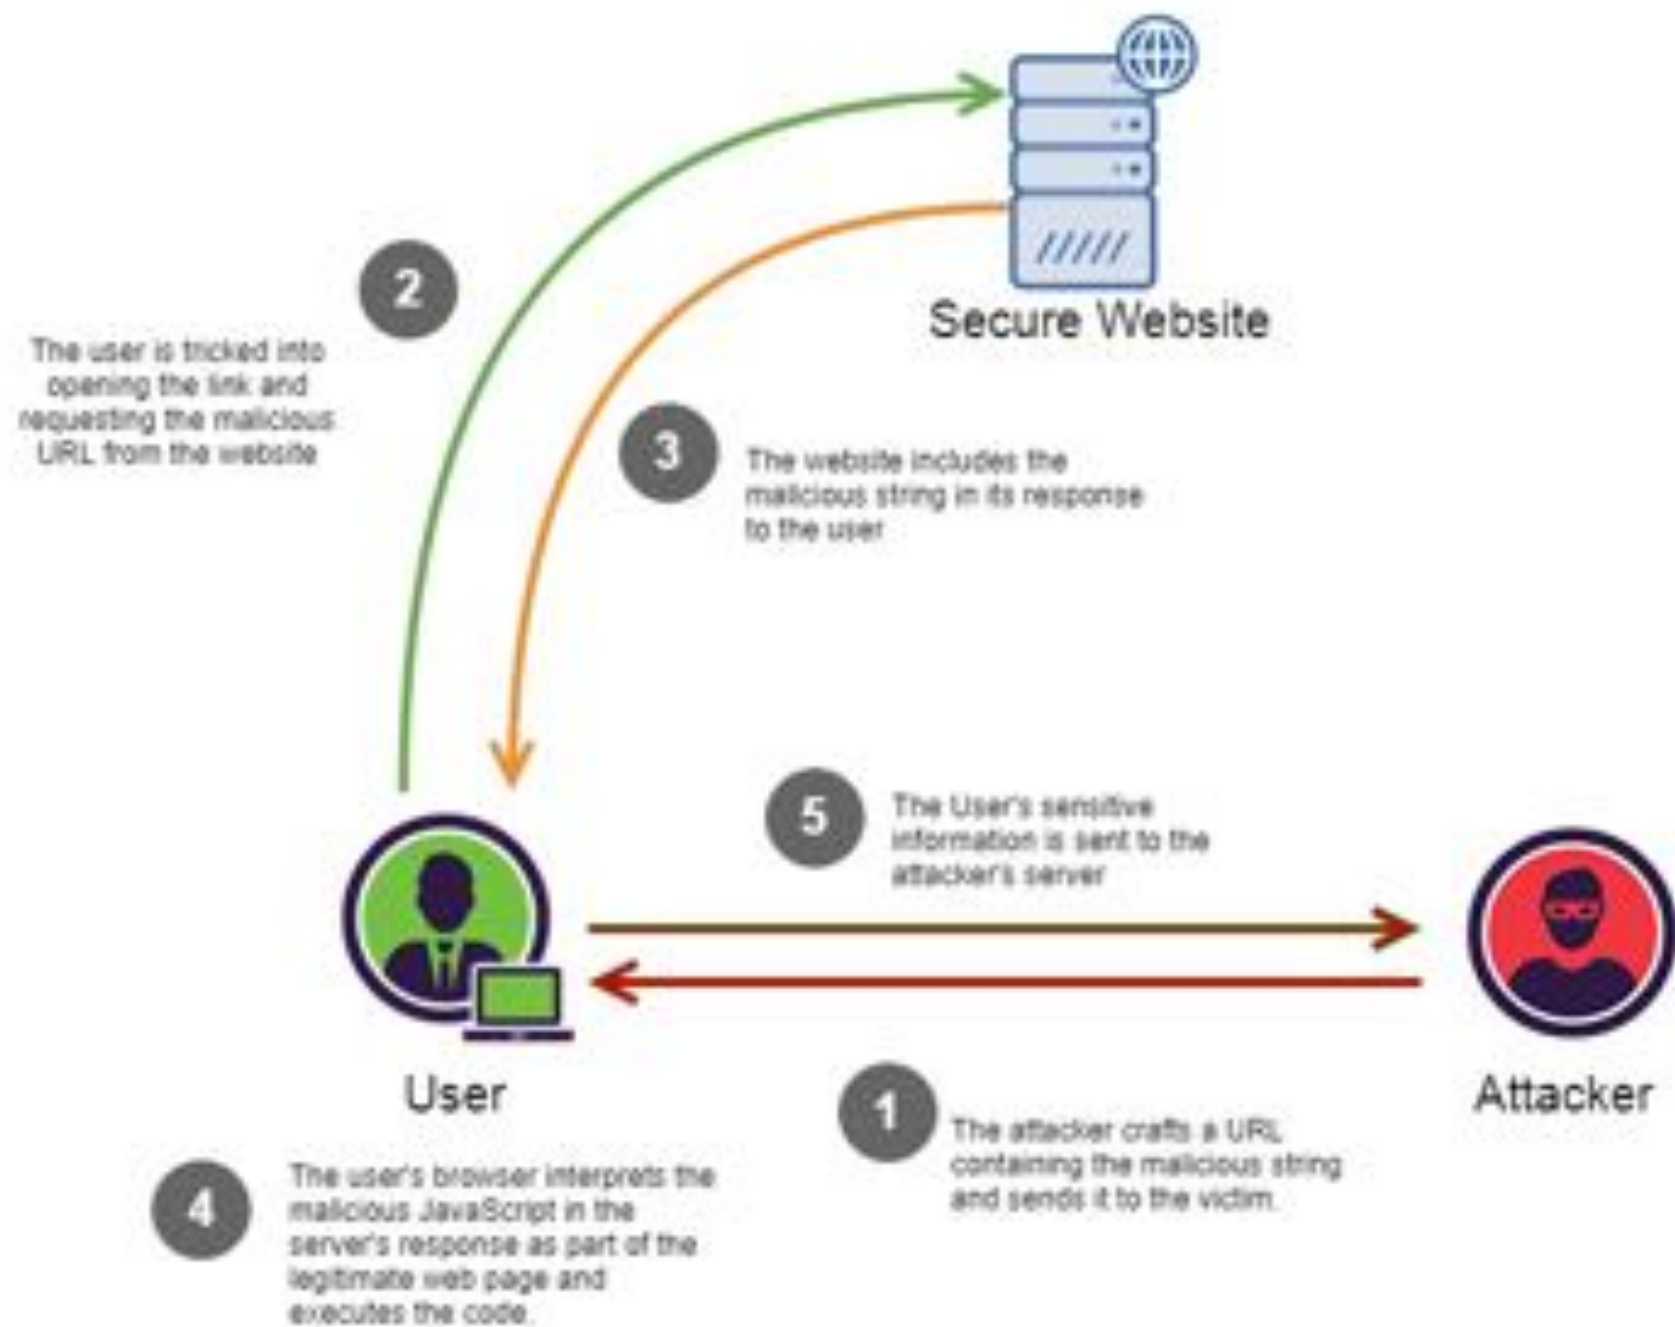 Secure Website
2
The user is tricked into
opening the link and
requesting the malicious
URL from the website
3
The website includes the
malicious string in its response
to the user
5
The User's sensitive
information is sent to the
attacker's server
User
Attacker
1
The attacker crafts a URL
containing the malicious string
and sends it to the victim.
4
The user's browser interprets the
malicious JavaScript in the
server's response as part of the
legitimate web page and
executes the code.